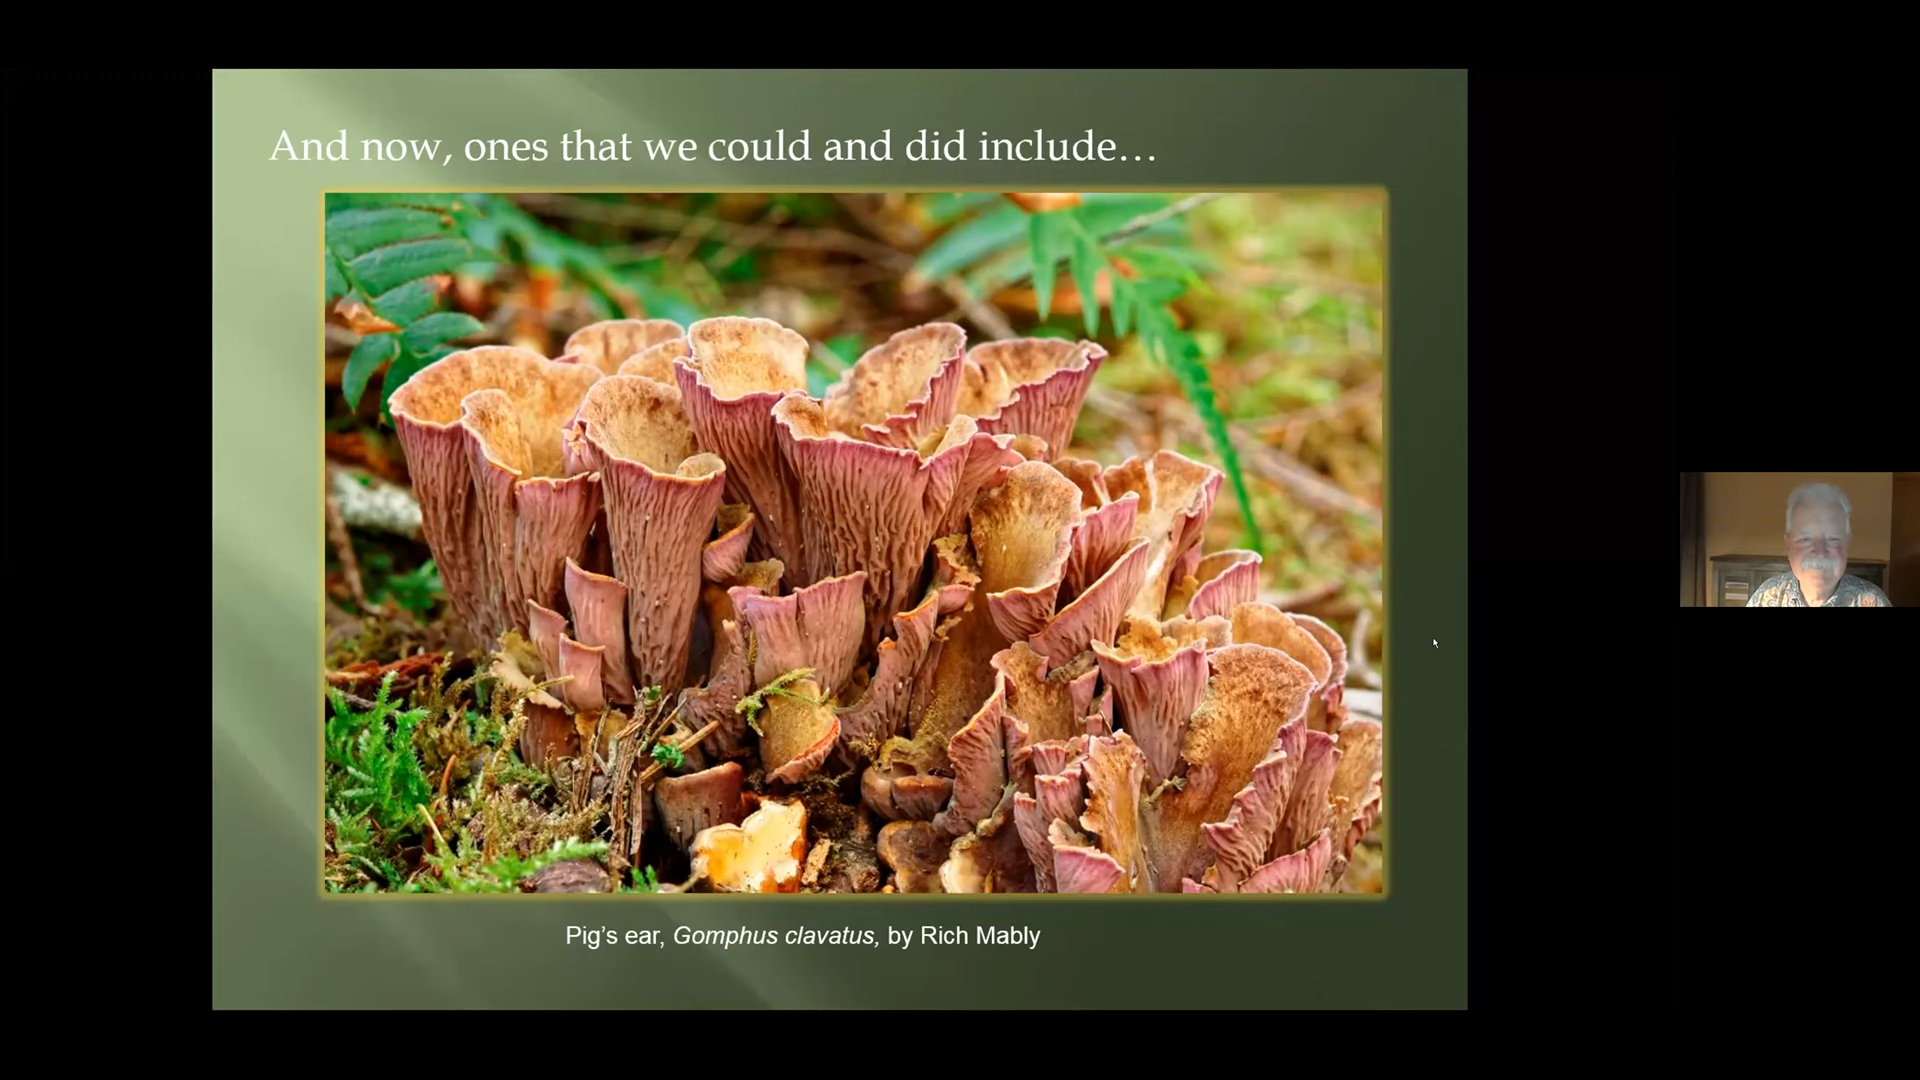 And now, ones that we could and did include…
Pig’s ear, Gomphus clavatus, by Rich Mably